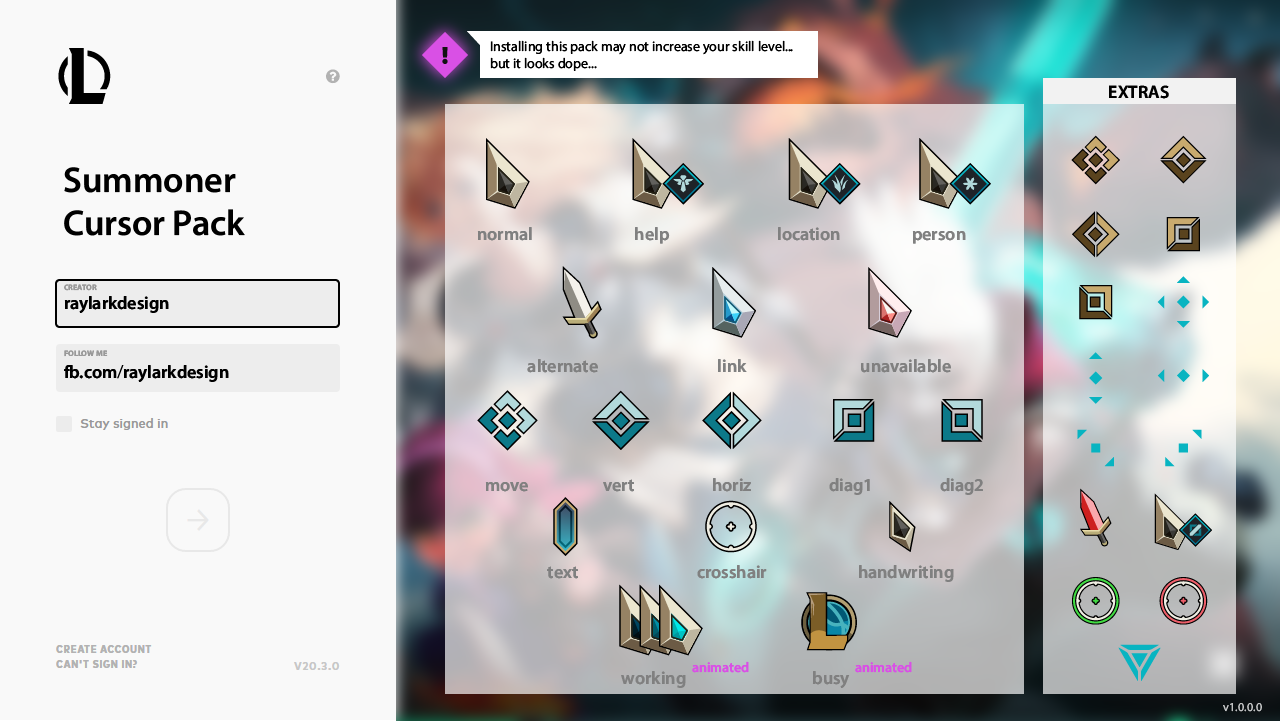 Installing this pack may not increase your skill level...
but it looks dope...
Summoner
Cursor Pack
CREATOR
raylarkdesign
FOLLOW ME
fb.com/raylarkdesign
Stay signed in
CREATE ACCOUNT
CAN'T SIGN IN?
V20.3.0
normal
help
location
person
alternate
link
unavailable
move
vert
horiz
diag1
diag2
text
crosshair
handwriting
working
animated
busy
animated
EXTRAS
v1.0.0.0